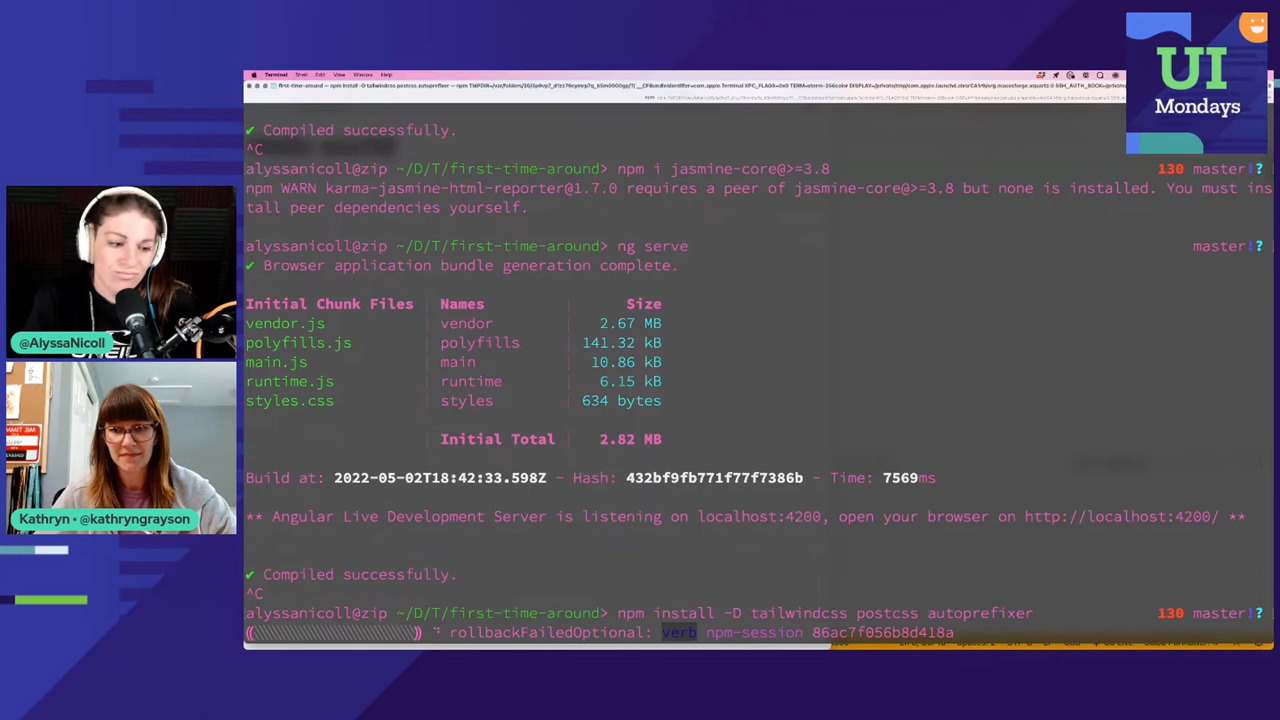 UI
Mondays
Terminal Shell Edit View Window Help
✔ Compiled successfully.
^C
alyssanicoll@zip ~/D/T/first-time-around> npm i jasmine-core@>=3.8 130 master!?
npm WARN karma-jasmine-html-reporter@1.7.0 requires a peer of jasmine-core@>=3.8 but none is installed. You must ins
tall peer dependencies yourself.
alyssanicoll@zip ~/D/T/first-time-around> ng serve master!?
✔ Browser application bundle generation complete.
Initial Chunk Files | Names | Size
vendor.js | vendor | 2.67 MB
polyfills.js | polyfills | 141.32 kB
main.js | main | 10.86 kB
runtime.js | runtime | 6.15 kB
styles.css | styles | 634 bytes
| Initial Total | 2.82 MB
Build at: 2022-05-02T18:42:33.598Z - Hash: 432bf9fb771f77f7386b - Time: 7569ms
** Angular Live Development Server is listening on localhost:4200, open your browser on http://localhost:4200/ **
✔ Compiled successfully.
^C
alyssanicoll@zip ~/D/T/first-time-around> npm install -D tailwindcss postcss autoprefixer 130 master!?
rollbackFailedOptional: verb npm-session 86ac7f056b8d418a
@AlyssaNicoll
Kathryn • @kathryngrayson